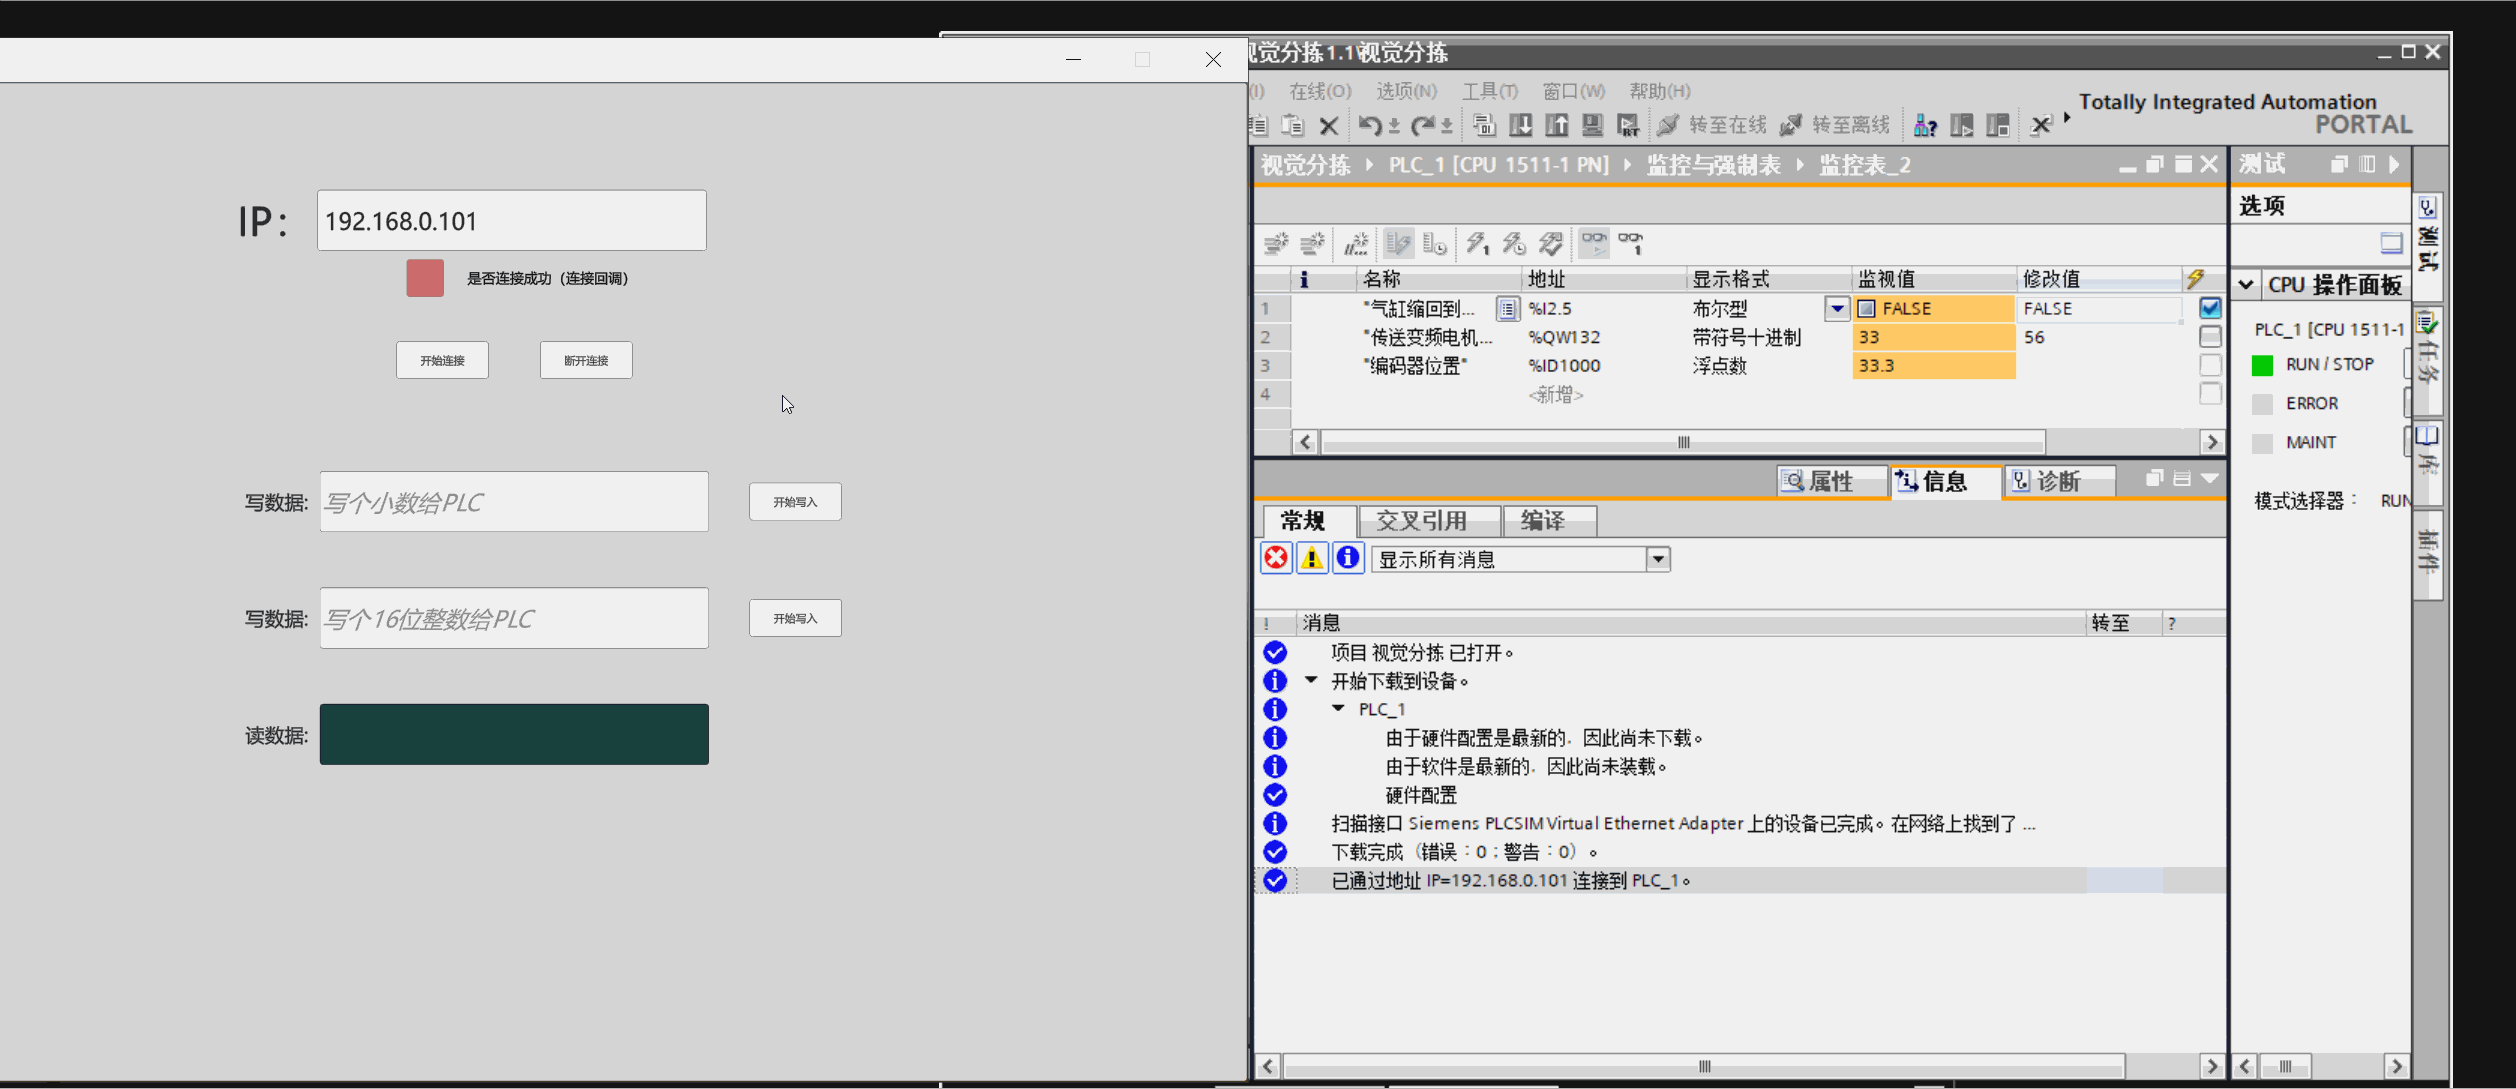 IP：
192.168.0.101
是否连接成功（连接回调）
开始连接
断开连接
写数据:
写个小数给PLC
开始写入
写数据:
写个16位整数给PLC
开始写入
读数据:
视觉分拣1.1\视觉分拣
(I) 在线(O) 选项(N) 工具(T) 窗口(W) 帮助(H)
转至在线 转至离线
Totally Integrated Automation
PORTAL
视觉分拣 PLC_1 [CPU 1511-1 PN] 监控与强制表 监控表_2
i 名称 地址 显示格式 监视值 修改值
1 "气缸缩回到... %I2.5 布尔型 FALSE FALSE
2 "传送变频电机... %QW132 带符号十进制 33 56
3 "编码器位置" %ID1000 浮点数 33.3
4 <新增>
属性 信息 诊断
常规 交叉引用 编译
显示所有消息
! 消息 转至 ?
项目 视觉分拣 已打开。
开始下载到设备。
PLC_1
由于硬件配置是最新的，因此尚未下载。
由于软件是最新的，因此尚未装载。
硬件配置
扫描接口 Siemens PLCSIM Virtual Ethernet Adapter 上的设备已完成。在网络上找到了 ...
下载完成（错误：0；警告：0）。
已通过地址 IP=192.168.0.101 连接到 PLC_1。
测试
选项
CPU 操作面板
PLC_1 [CPU 1511-1
RUN / STOP
ERROR
MAINT
模式选择器： RUN
测试
任务
库
插件